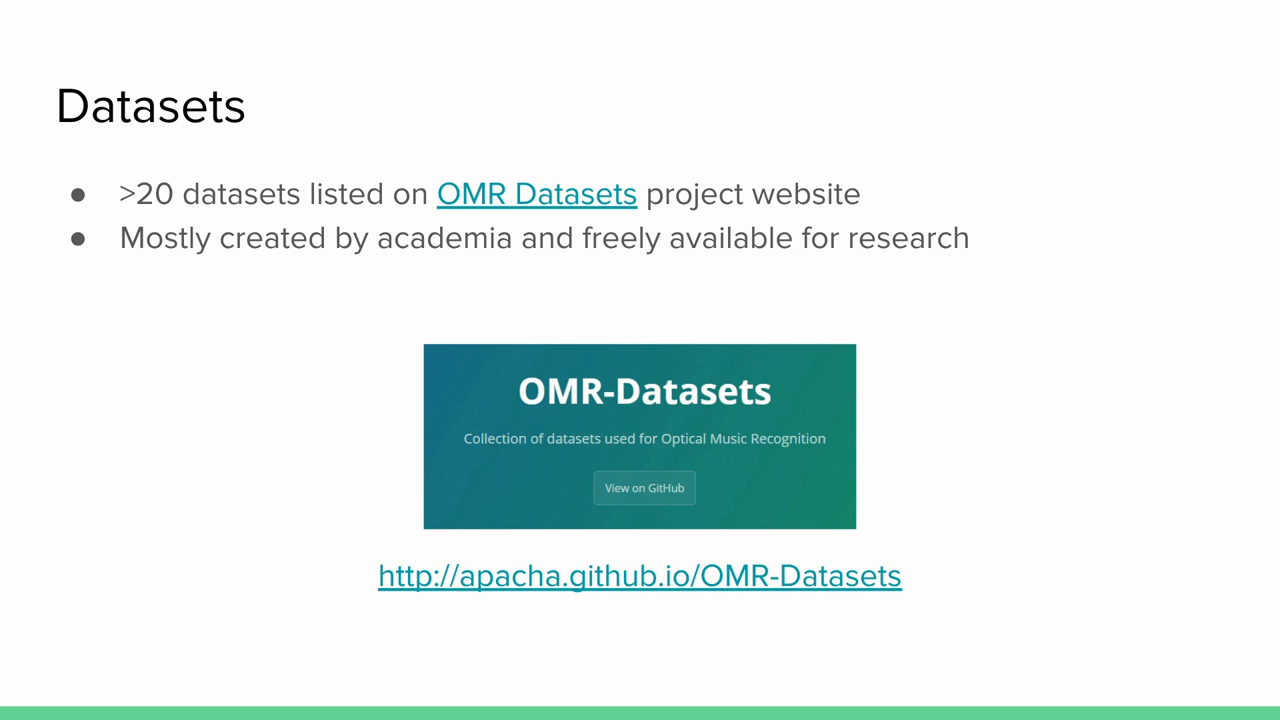 Datasets
● >20 datasets listed on OMR Datasets project website
● Mostly created by academia and freely available for research
OMR-Datasets
Collection of datasets used for Optical Music Recognition
View on GitHub
http://apacha.github.io/OMR-Datasets